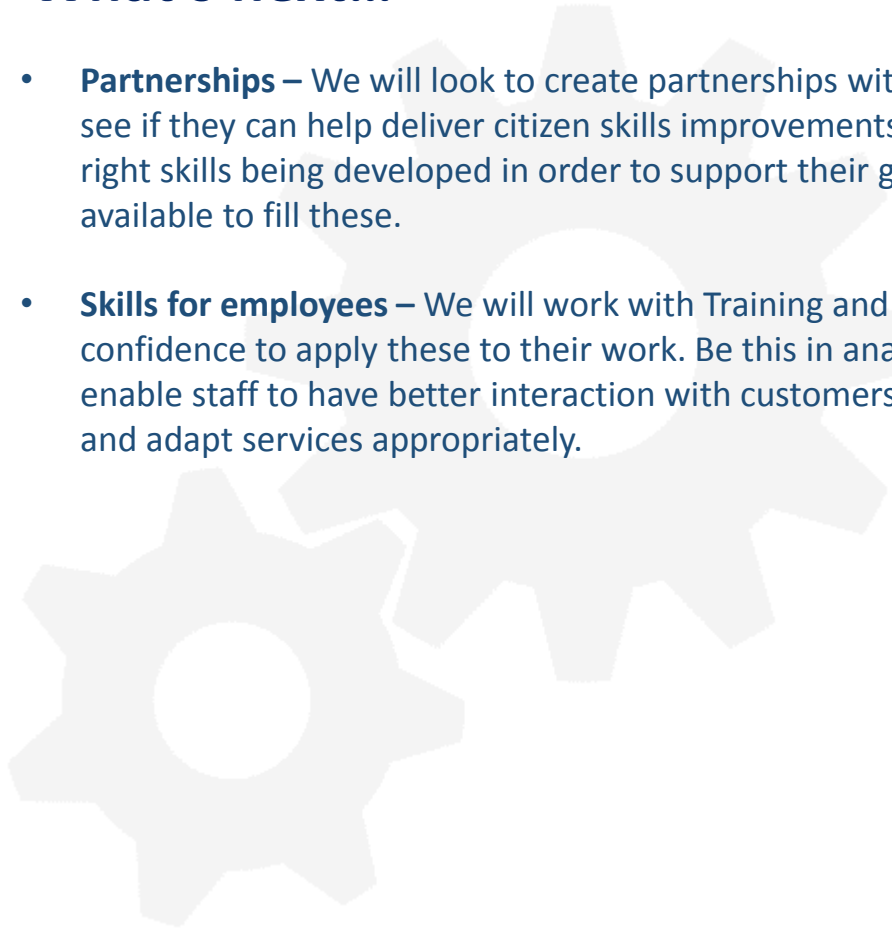 • Partnerships – We will look to create partnerships
see if they can help deliver citizen skills improvements
right skills being developed in order to support their
available to fill these.
• Skills for employees – We will work with Training and
confidence to apply these to their work. Be this in
enable staff to have better interaction with customers
and adapt services appropriately.